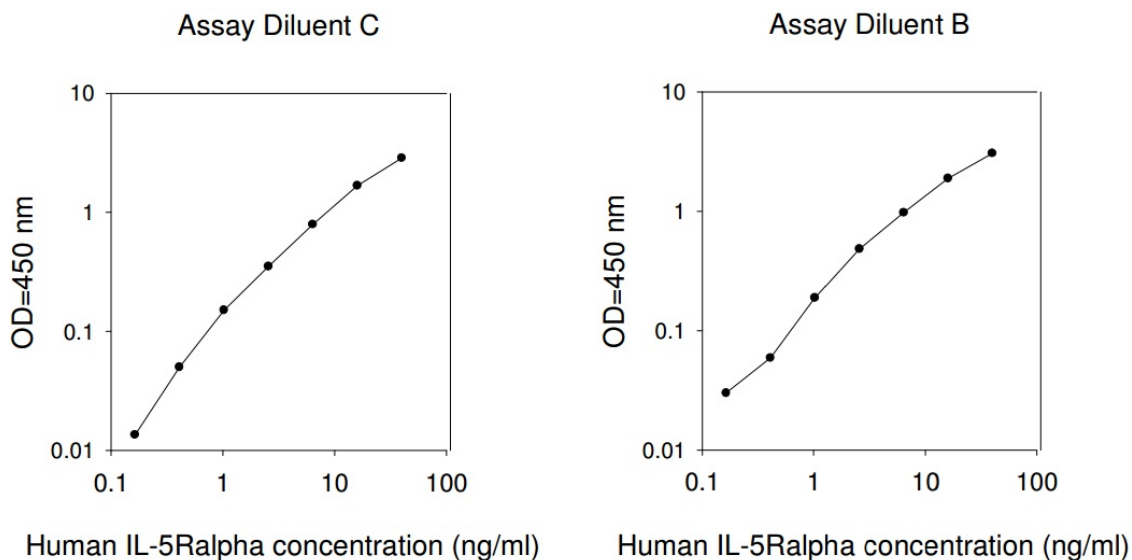 Assay Diluent C
10
1
0.1
0.01
OD=450 nm
0.1 1 10 100
Human IL-5Ralpha concentration (ng/ml)
Assay Diluent B
10
1
0.1
0.01
OD=450 nm
0.1 1 10 100
Human IL-5Ralpha concentration (ng/ml)